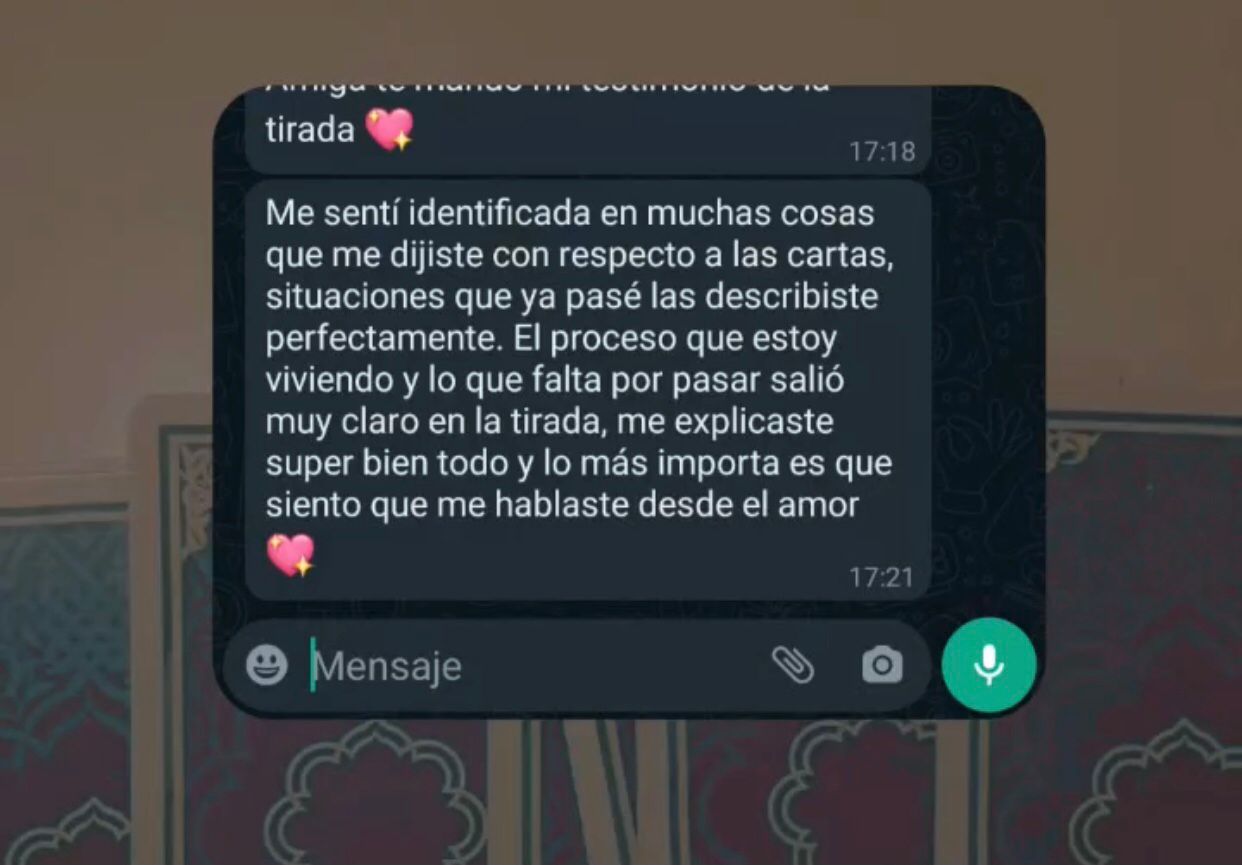 Amiga te mando mi testimonio de la
tirada 💖
17:18
Me sentí identificada en muchas cosas
que me dijiste con respecto a las cartas,
situaciones que ya pasé las describiste
perfectamente. El proceso que estoy
viviendo y lo que falta por pasar salió
muy claro en la tirada, me explicaste
super bien todo y lo más importa es que
siento que me hablaste desde el amor
💖
17:21
Mensaje